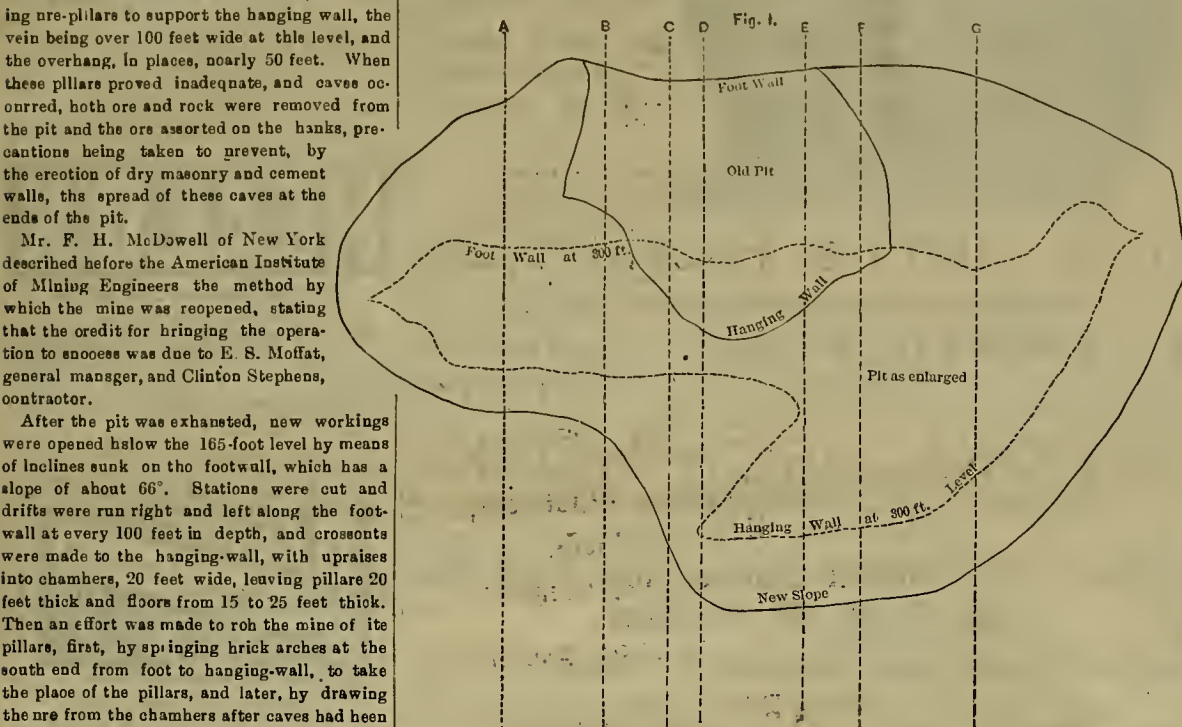 ing ore-pillars to support the hanging wall, the
vein being over 100 feet wide at this level, and
the overhang, in places, nearly 50 feet. When
these pillars proved inadequate, and caves oc-
curred, both ore and rock were removed from
the pit and the ore assorted on the banks, pre-
cautions being taken to prevent, by
the erection of dry masonry and cement
walls, the spread of these caves at the
ends of the pit.
Mr. F. H. McDowell of New York
described before the American Institute
of Mining Engineers the method by
which the mine was reopened, stating
that the credit for bringing the opera-
tion to success was due to E. S. Moffat,
general manager, and Clinton Stephens,
contractor.
After the pit was exhausted, new workings
were opened below the 165-foot level by means
of inclines sunk on the footwall, which has a
slope of about 66°. Stations were cut and
drifts were run right and left along the foot-
wall at every 100 feet in depth, and crosscuts
were made to the hanging-wall, with upraises
into chambers, 20 feet wide, leaving pillars 20
feet thick and floors from 15 to 25 feet thick.
Then an effort was made to rob the mine of its
pillars, first, by springing brick arches at the
south end from foot to hanging-wall, to take
the place of the pillars, and later, by drawing
the ore from the chambers after caves had been
Fig. 1.
A B C D E F G
Foot Wall
Old Pit
Foot Wall at 300 ft.
Hanging Wall
Pit as enlarged
Hanging Wall at 300 ft. Level
New Slope